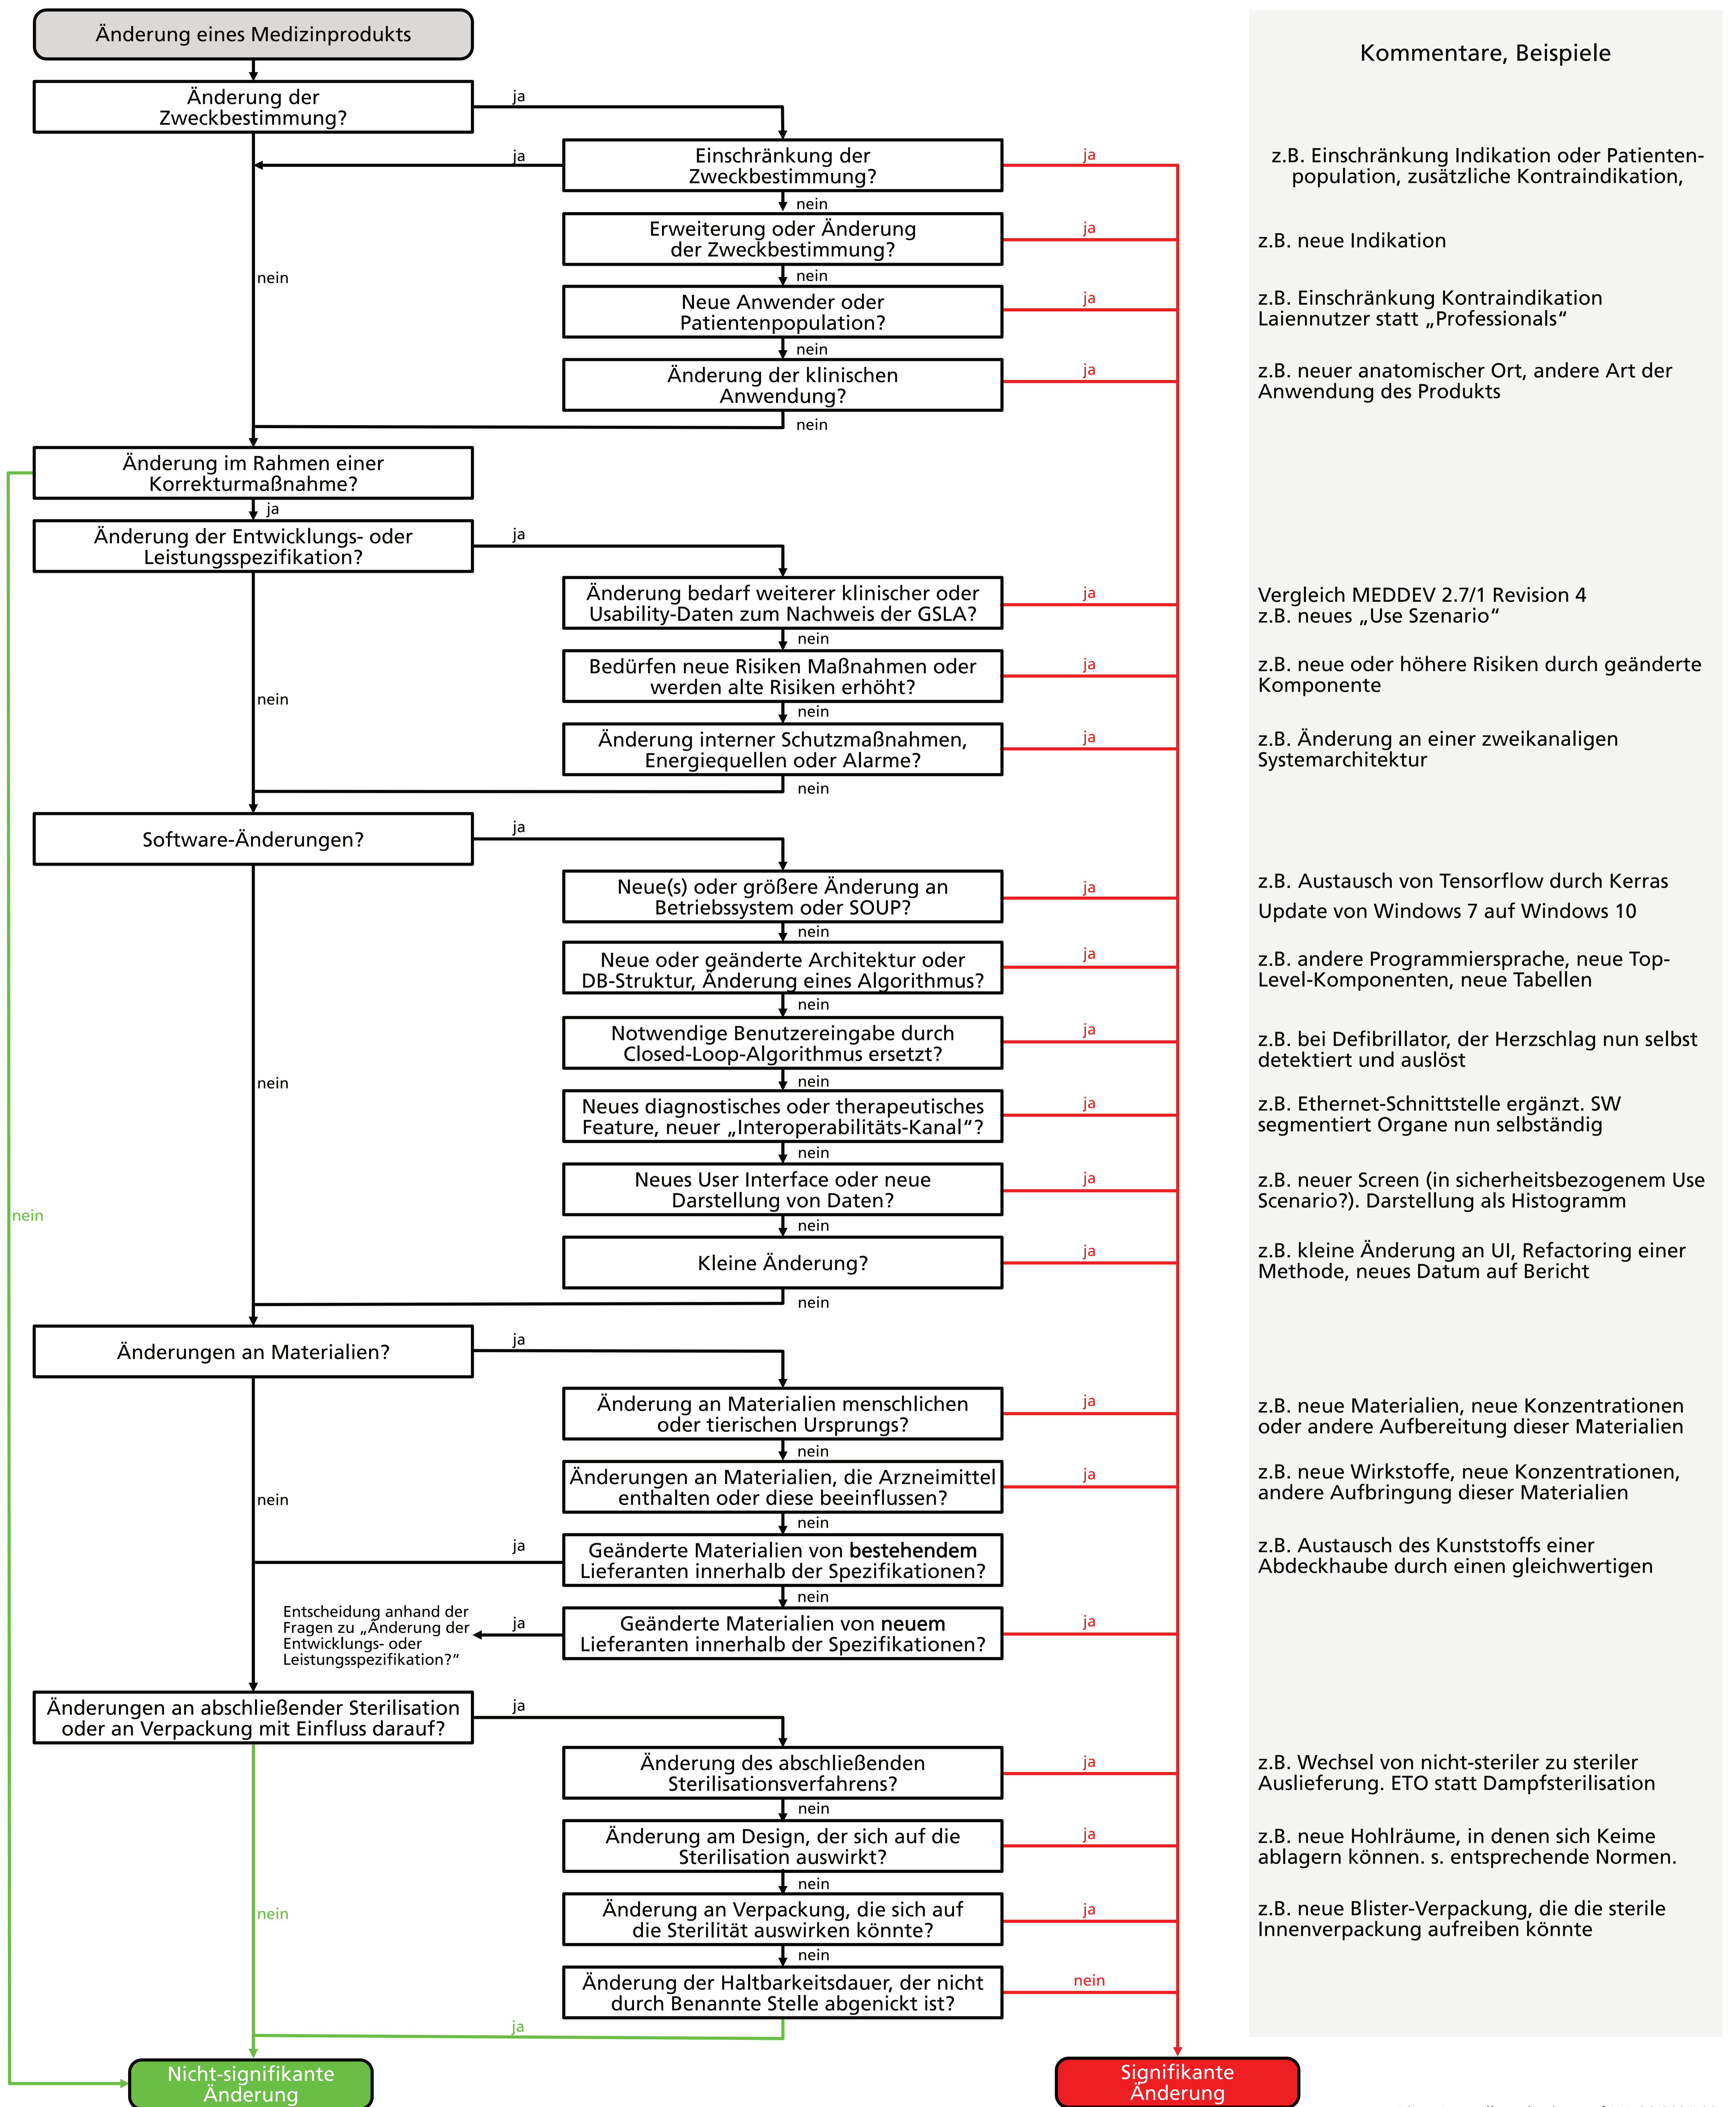 Änderung eines Medizinprodukts
Kommentare, Beispiele
Änderung der
Zweckbestimmung?
ja
ja
Einschränkung der
Zweckbestimmung?
ja
z.B. Einschränkung Indikation oder Patienten-
population, zusätzliche Kontraindikation,
nein
Erweiterung oder Änderung
der Zweckbestimmung?
ja
z.B. neue Indikation
nein
nein
Neue Anwender oder
Patientenpopulation?
ja
z.B. Einschränkung Kontraindikation
Laiennutzer statt „Professionals“
nein
Änderung der klinischen
Anwendung?
ja
z.B. neuer anatomischer Ort, andere Art der
Anwendung des Produkts
nein
Änderung im Rahmen einer
Korrekturmaßnahme?
ja
Änderung der Entwicklungs- oder
Leistungsspezifikation?
ja
Änderung bedarf weiterer klinischer oder
Usability-Daten zum Nachweis der GSLA?
ja
Vergleich MEDDEV 2.7/1 Revision 4
z.B. neues „Use Szenario“
nein
Bedürfen neue Risiken Maßnahmen oder
werden alte Risiken erhöht?
ja
z.B. neue oder höhere Risiken durch geänderte
Komponente
nein
nein
Änderung interner Schutzmaßnahmen,
Energiequellen oder Alarme?
ja
z.B. Änderung an einer zweikanaligen
Systemarchitektur
nein
Software-Änderungen?
ja
Neue(s) oder größere Änderung an
Betriebssystem oder SOUP?
ja
z.B. Austausch von Tensorflow durch Kerras
Update von Windows 7 auf Windows 10
nein
Neue oder geänderte Architektur oder
DB-Struktur, Änderung eines Algorithmus?
ja
z.B. andere Programmiersprache, neue Top-
Level-Komponenten, neue Tabellen
nein
Notwendige Benutzereingabe durch
Closed-Loop-Algorithmus ersetzt?
ja
z.B. bei Defibrillator, der Herzschlag nun selbst
detektiert und auslöst
nein
nein
Neues diagnostisches oder therapeutisches
Feature, neuer „Interoperabilitäts-Kanal“?
ja
z.B. Ethernet-Schnittstelle ergänzt. SW
segmentiert Organe nun selbständig
nein
Neues User Interface oder neue
Darstellung von Daten?
ja
z.B. neuer Screen (in sicherheitsbezogenem Use
Scenario?). Darstellung als Histogramm
nein
nein
Kleine Änderung?
ja
z.B. kleine Änderung an UI, Refactoring einer
Methode, neues Datum auf Bericht
nein
Änderungen an Materialien?
ja
Änderung an Materialien menschlichen
oder tierischen Ursprungs?
ja
z.B. neue Materialien, neue Konzentrationen
oder andere Aufbereitung dieser Materialien
nein
Änderungen an Materialien, die Arzneimittel
enthalten oder diese beeinflussen?
ja
z.B. neue Wirkstoffe, neue Konzentrationen,
andere Aufbringung dieser Materialien
nein
nein
ja
Geänderte Materialien von bestehendem
Lieferanten innerhalb der Spezifikationen?
z.B. Austausch des Kunststoffs einer
Abdeckhaube durch einen gleichwertigen
nein
Entscheidung anhand der
Fragen zu „Änderung der
Entwicklungs- oder
Leistungsspezifikation?“
ja
Geänderte Materialien von neuem
Lieferanten innerhalb der Spezifikationen?
ja
Änderungen an abschließender Sterilisation
oder an Verpackung mit Einfluss darauf?
ja
Änderung des abschließenden
Sterilisationsverfahrens?
ja
z.B. Wechsel von nicht-steriler zu steriler
Auslieferung. ETO statt Dampfsterilisation
nein
Änderung am Design, der sich auf die
Sterilisation auswirkt?
ja
z.B. neue Hohlräume, in denen sich Keime
ablagern können. s. entsprechende Normen.
nein
nein
Änderung an Verpackung, die sich auf
die Sterilität auswirken könnte?
ja
z.B. neue Blister-Verpackung, die die sterile
Innenverpackung aufreiben könnte
nein
Änderung der Haltbarkeitsdauer, der nicht
durch Benannte Stelle abgenickt ist?
nein
ja
Nicht-signifikante
Änderung
Signifikante
Änderung